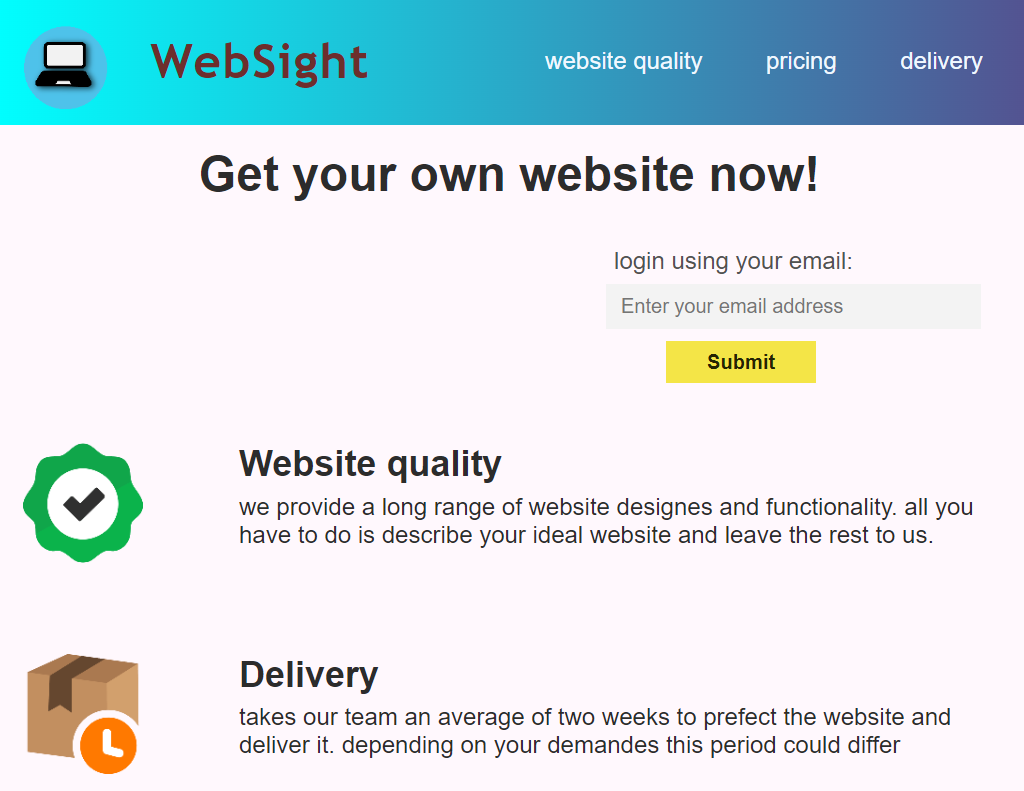 WebSight
website quality
pricing
delivery
Get your own website now!
login using your email:
Enter your email address
Submit
Website quality
we provide a long range of website designes and functionality. all you
have to do is describe your ideal website and leave the rest to us.
Delivery
takes our team an average of two weeks to prefect the website and
deliver it. depending on your demandes this period could differ